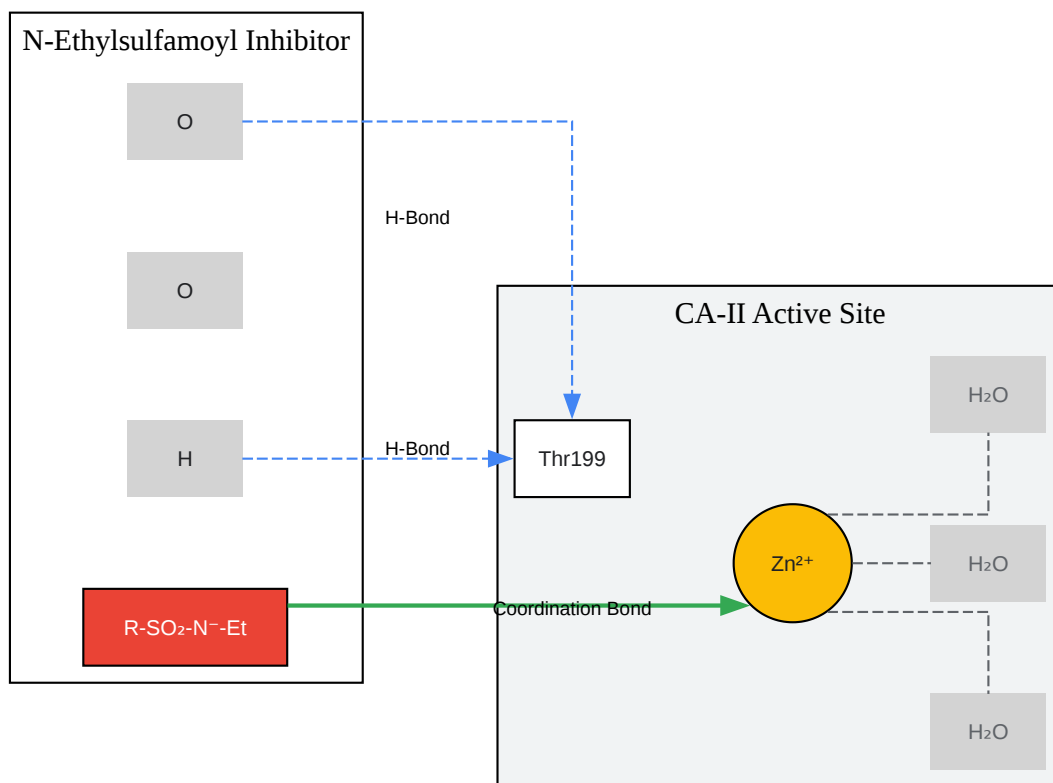 N-Ethylsulfamoyl Inhibitor
O
H-Bond
O
CA-II Active Site
H₂O
H
H-Bond
Thr199
Zn²⁺
H₂O
R-SO₂-N⁻-Et
Coordination Bond
H₂O